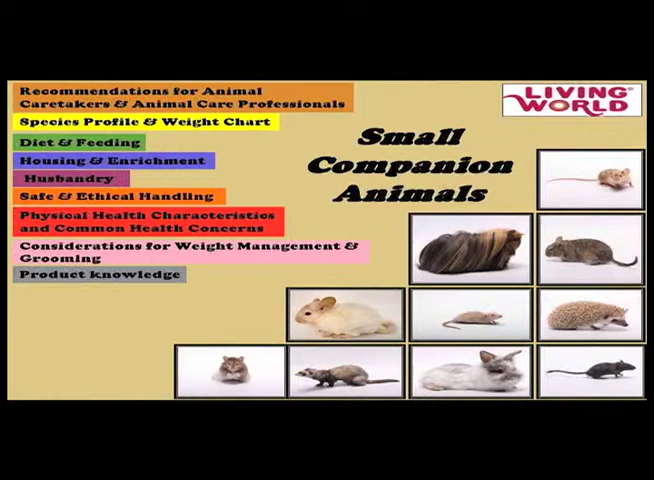 Recommendations for Animal
Caretakers & Animal Care Professionals
Species Profile & Weight Chart
Diet & Feeding
Housing & Enrichment
Husbandry
Safe & Ethical Handling
Physical Health Characteristics
and Common Health Concerns
Considerations for Weight Management &
Grooming
Product knowledge
LIVING
WORLD
Small
Companion
Animals